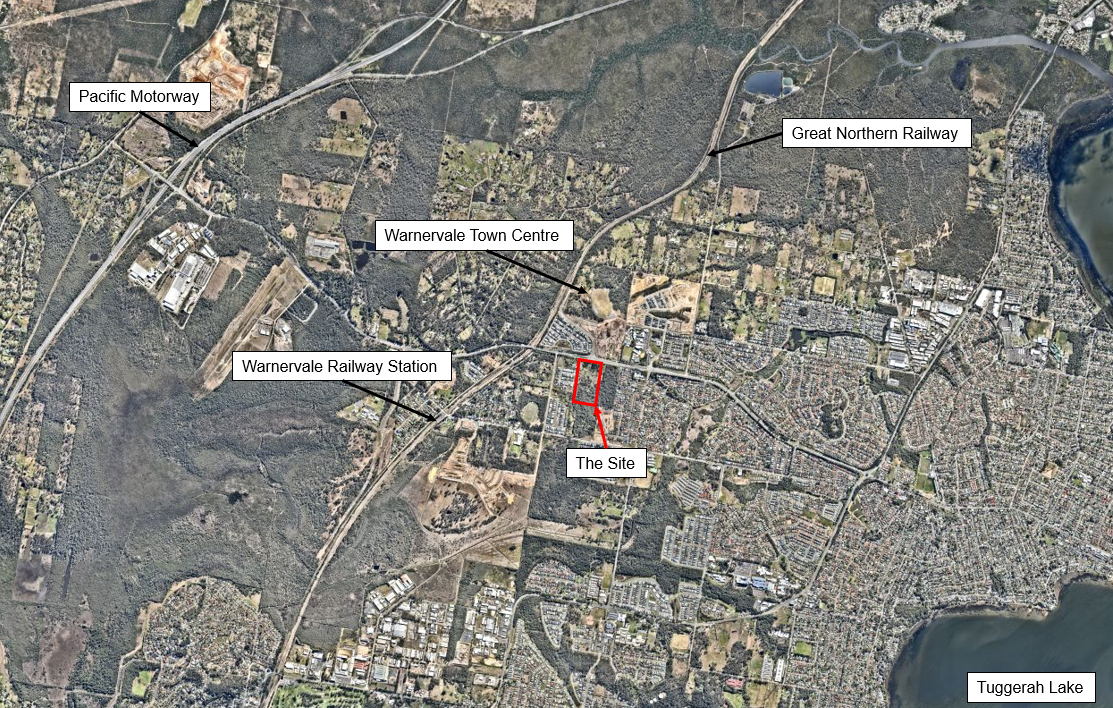 Pacific Motorway
Great Northern Railway
Warnervale Town Centre
Warnervale Railway Station
The Site
Tuggerah Lake